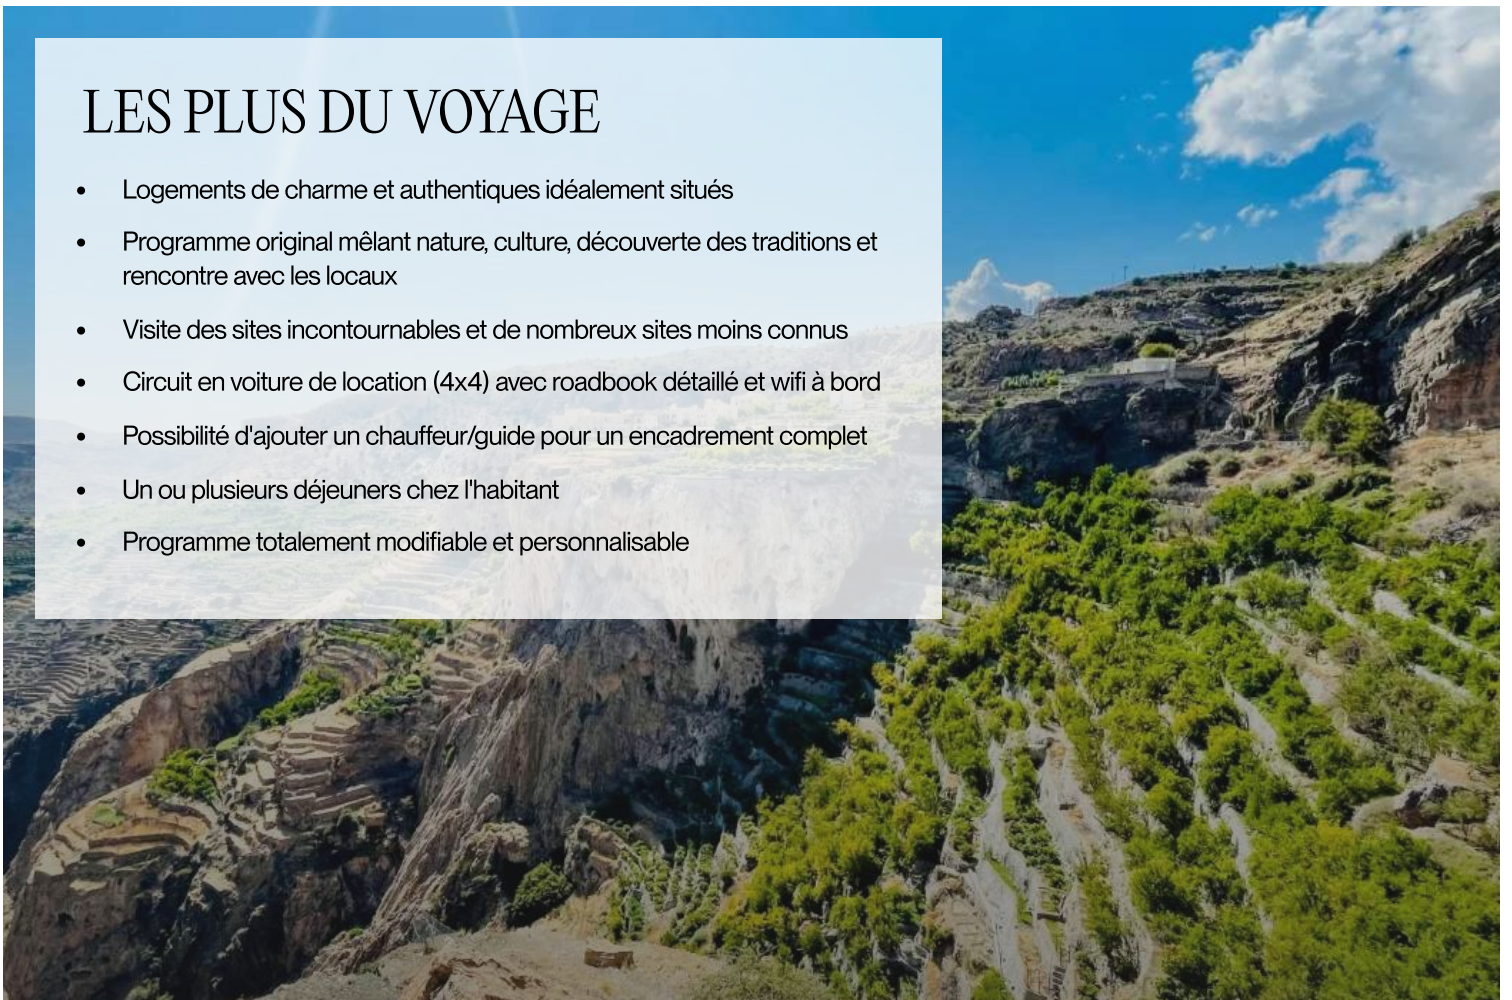 LES PLUS DU VOYAGE
• Logements de charme et authentiques idéalement situés
• Programme original mêlant nature, culture, découverte des traditions et
rencontre avec les locaux
• Visite des sites incontournables et de nombreux sites moins connus
• Circuit en voiture de location (4x4) avec roadbook détaillé et wifi à bord
• Possibilité d'ajouter un chauffeur/guide pour un encadrement complet
• Un ou plusieurs déjeuners chez l'habitant
• Programme totalement modifiable et personnalisable